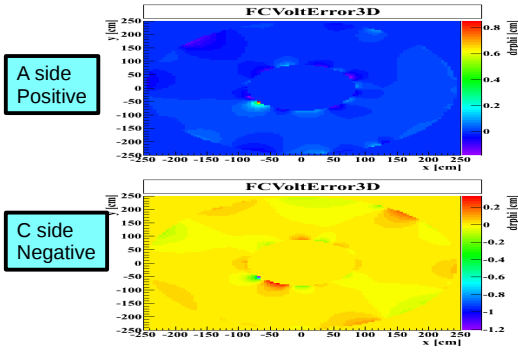 FCVoltError3D
A side
Positive
y [cm]
250
200
150
100
50
0
-50
-100
-150
-200
-250
-250 -200 -150 -100 -50 0 50 100 150 200 250
x [cm]
0.8
0.6
0.4
0.2
0
drphi [cm]
FCVoltError3D
C side
Negative
y [cm]
250
200
150
100
50
0
-50
-100
-150
-200
-250
-250 -200 -150 -100 -50 0 50 100 150 200 250
x [cm]
0.2
0
-0.2
-0.4
-0.6
-0.8
-1
-1.2
drphi [cm]